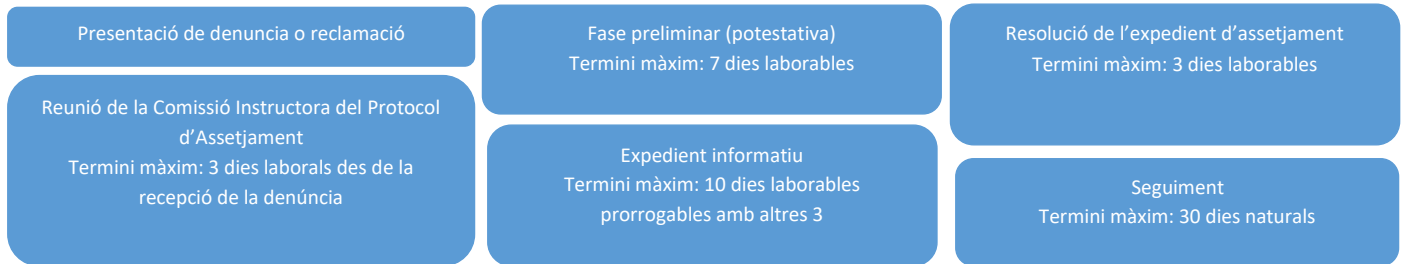 Presentació de denuncia o reclamació
Reunió de la Comissió Instructora del Protocol
d’Assetjament
Termini màxim: 3 dies laborals des de la
recepció de la denúncia
Fase preliminar (potestativa)
Termini màxim: 7 dies laborables
Expedient informatiu
Termini màxim: 10 dies laborables
prorrogables amb altres 3
Resolució de l’expedient d’assetjament
Termini màxim: 3 dies laborables
Seguiment
Termini màxim: 30 dies naturals